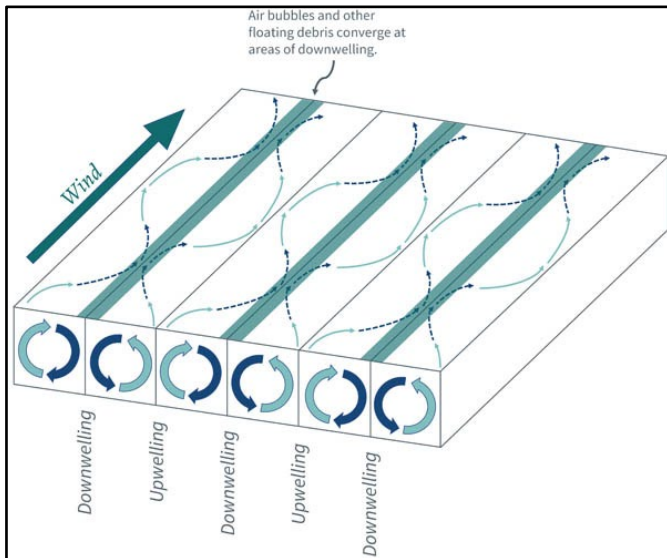 Air bubbles and other
floating debris converge at
areas of downwelling.
Wind
Downwelling
Upwelling
Downwelling
Upwelling
Downwelling